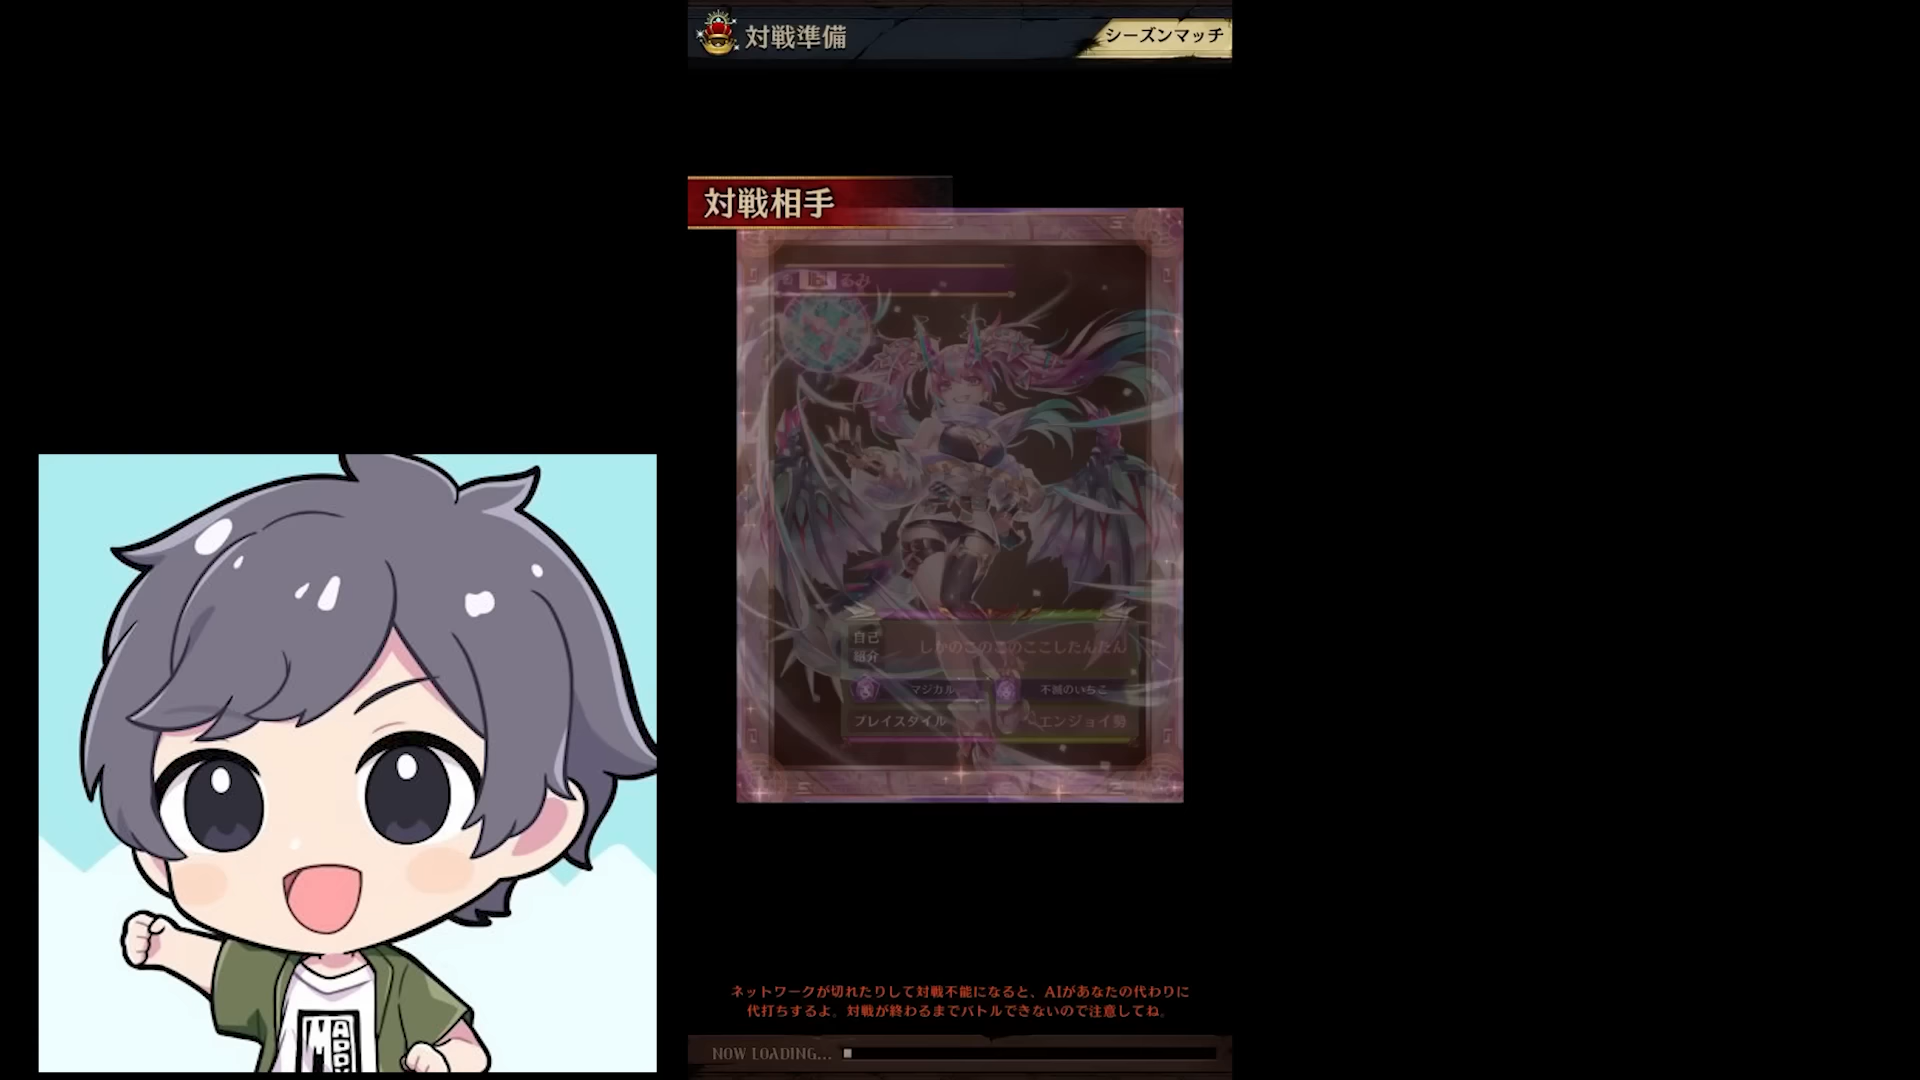 対戦準備
シーズンマッチ
対戦相手
るみ
自己
紹介
しかのこのこのここしたんたん
マジカル
不滅のいちこ
プレイスタイル
エンジョイ勢
ネットワークが切れたりして対戦不能になると、AIがあなたの代わりに
代打ちするよ。対戦が終わるまでバトルできないので注意してね。
NOW LOADING...